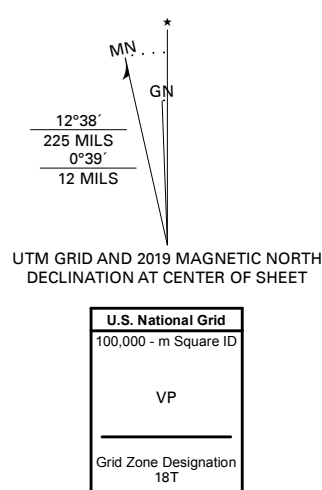 ★
MN
GN
12°38´
225 MILS
0°39´
12 MILS
UTM GRID AND 2019 MAGNETIC NORTH
DECLINATION AT CENTER OF SHEET
U.S. National Grid
100,000 - m Square ID
VP
Grid Zone Designation
18T